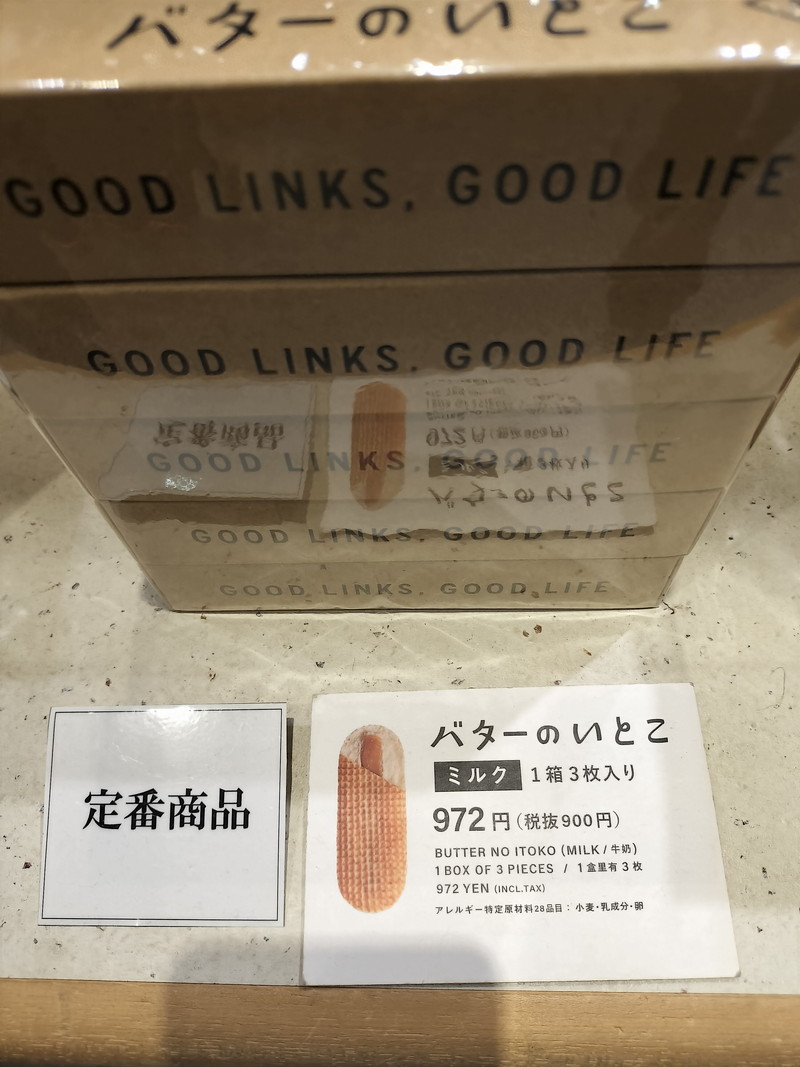 バターのいとこ
GOOD LINKS, GOOD LIFE
GOOD LINKS, GOOD LIFE
GOOD LINKS, GOOD LIFE
GOOD LINKS, GOOD LIFE
GOOD LINKS, GOOD LIFE
定番商品
バターのいとこ
ミルク 1箱3枚入り
972円(税抜900円)
BUTTER NO ITOKO (MILK / 牛奶)
1 BOX OF 3 PIECES / 1盒里有3枚
972 YEN (INCL.TAX)
アレルギー特定原材料28品目:小麦・乳成分・卵